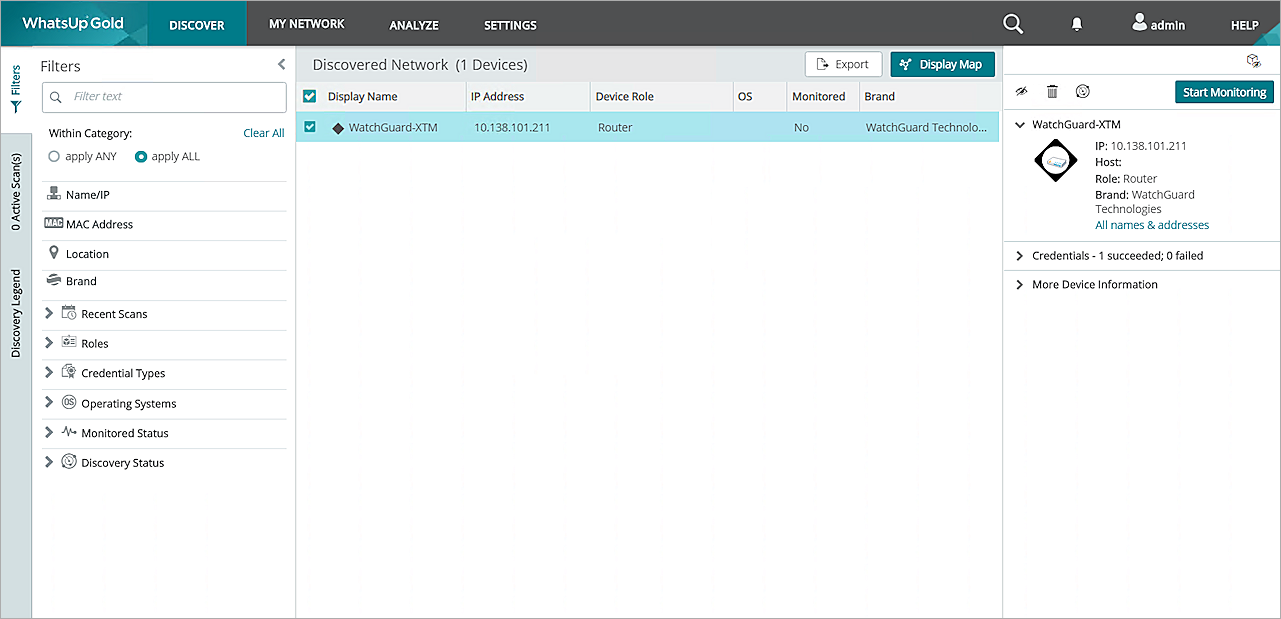 WhatsUp Gold DISCOVER MY NETWORK ANALYZE SETTINGS admin HELP
Filters
0 Active Scan(s)
Discovery Legend
Filters
Filter text
Within Category: Clear All
apply ANY apply ALL
Name/IP
MAC MAC Address
Location
Brand
Recent Scans
Roles
Credential Types
OS Operating Systems
Monitored Status
Discovery Status
Discovered Network (1 Devices) Export Display Map
Display Name IP Address Device Role OS Monitored Brand
WatchGuard-XTM 10.138.101.211 Router No WatchGuard Technolo...
Start Monitoring
WatchGuard-XTM
IP: 10.138.101.211
Host:
Role: Router
Brand: WatchGuard
Technologies
All names & addresses
Credentials - 1 succeeded; 0 failed
More Device Information